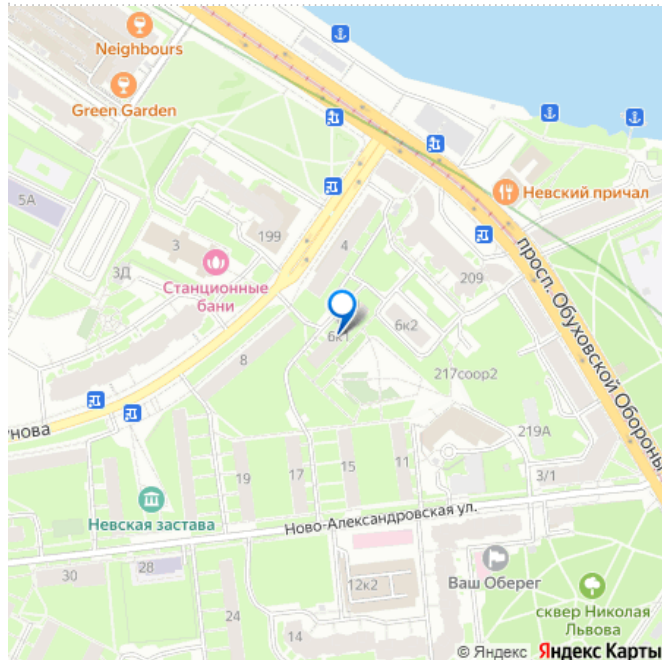 Neighbours
Green Garden
5А
199
3
Станционные
бани
3Д
4
Невский причал
209
просп. Обуховской Обороны
6к1
6к2
8
217соор2
унова
219А
3/1
19
17
15
11
Невская застава
Ново-Александровская ул.
30
28
12к2
Ваш Оберег
24
14
сквер Николая
Львова
© Яндекс Яндекс Карты